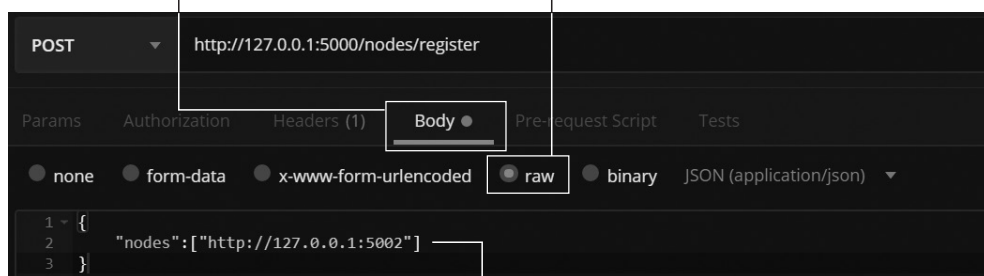 POST http://127.0.0.1:5000/nodes/register
Params Authorization Headers (1) Body Pre-request Script Tests
none form-data x-www-form-urlencoded raw binary JSON (application/json)
1 {
2 "nodes":["http://127.0.0.1:5002"]
3 }